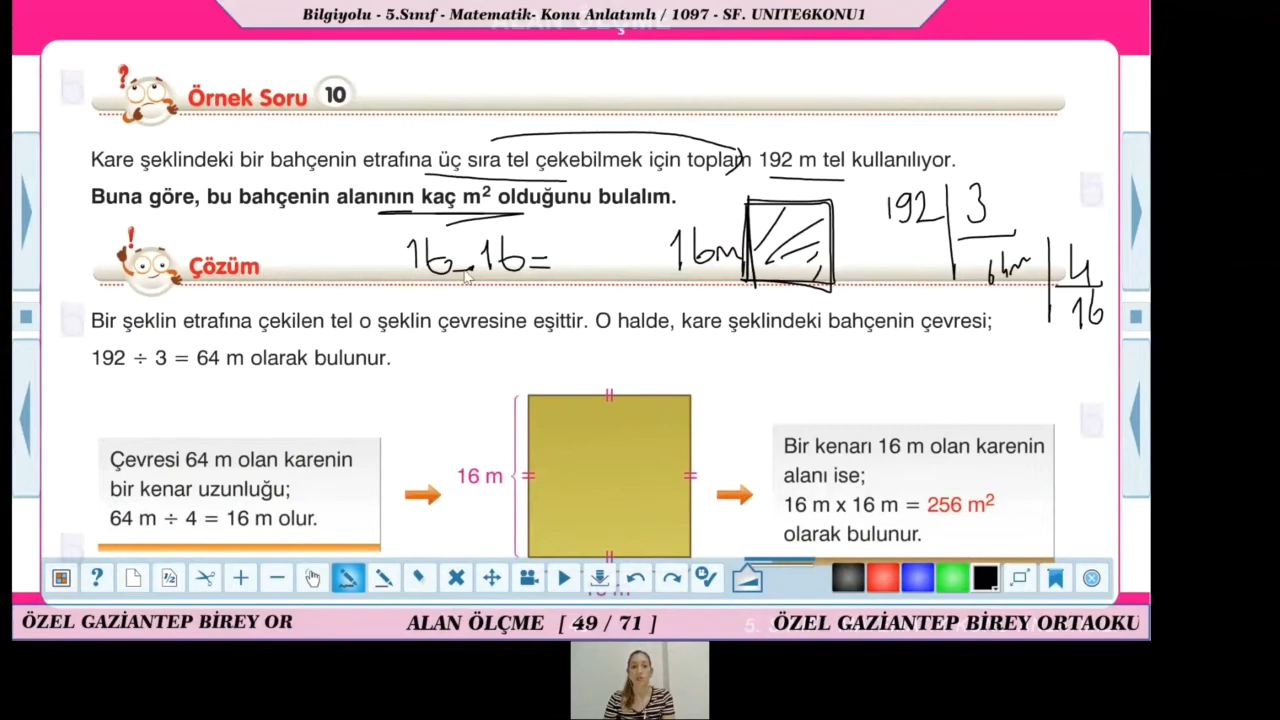 Bilgiyolu - 5.Sınıf - Matematik- Konu Anlatımlı / 1097 - SF. UNITE6KONU1
ALAN ÖLÇME
Örnek Soru 10
Kare şeklindeki bir bahçenin etrafına üç sıra tel çekebilmek için toplam 192 m tel kullanılıyor.
Buna göre, bu bahçenin alanının kaç m² olduğunu bulalım.
192 3
64m 4
16
16m
16.16=
Çözüm
Bir şeklin etrafına çekilen tel o şeklin çevresine eşittir. O halde, kare şeklindeki bahçenin çevresi;
192 ÷ 3 = 64 m olarak bulunur.
Çevresi 64 m olan karenin
bir kenar uzunluğu;
64 m ÷ 4 = 16 m olur.
16 m
Bir kenarı 16 m olan karenin
alanı ise;
16 m x 16 m = 256 m²
olarak bulunur.
ÖZEL GAZİANTEP BİREY OR
ALAN ÖLÇME [ 49 / 71 ]
ÖZEL GAZİANTEP BİREY ORTAOKU